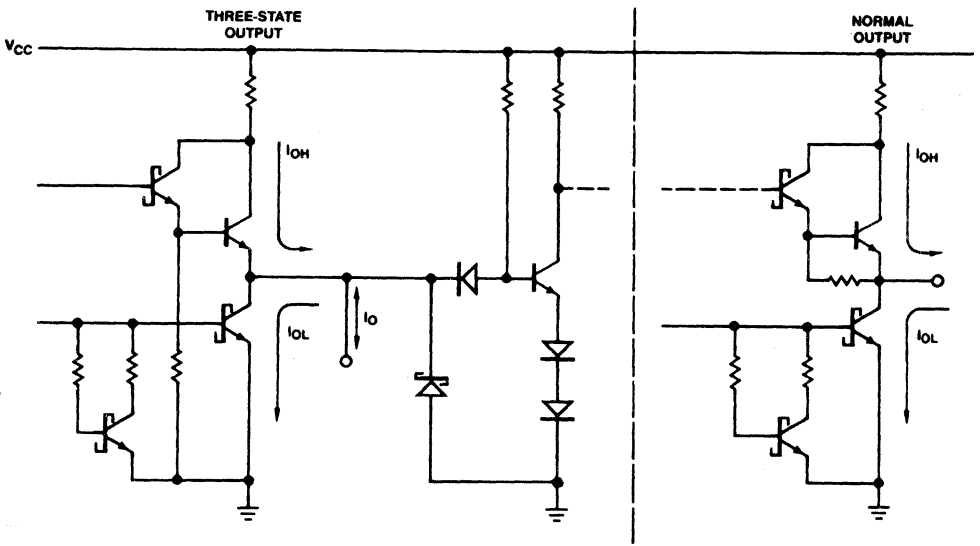 THREE-STATE
OUTPUT
NORMAL
OUTPUT
VCC
IOH
IOH
IO
IOL
IOL